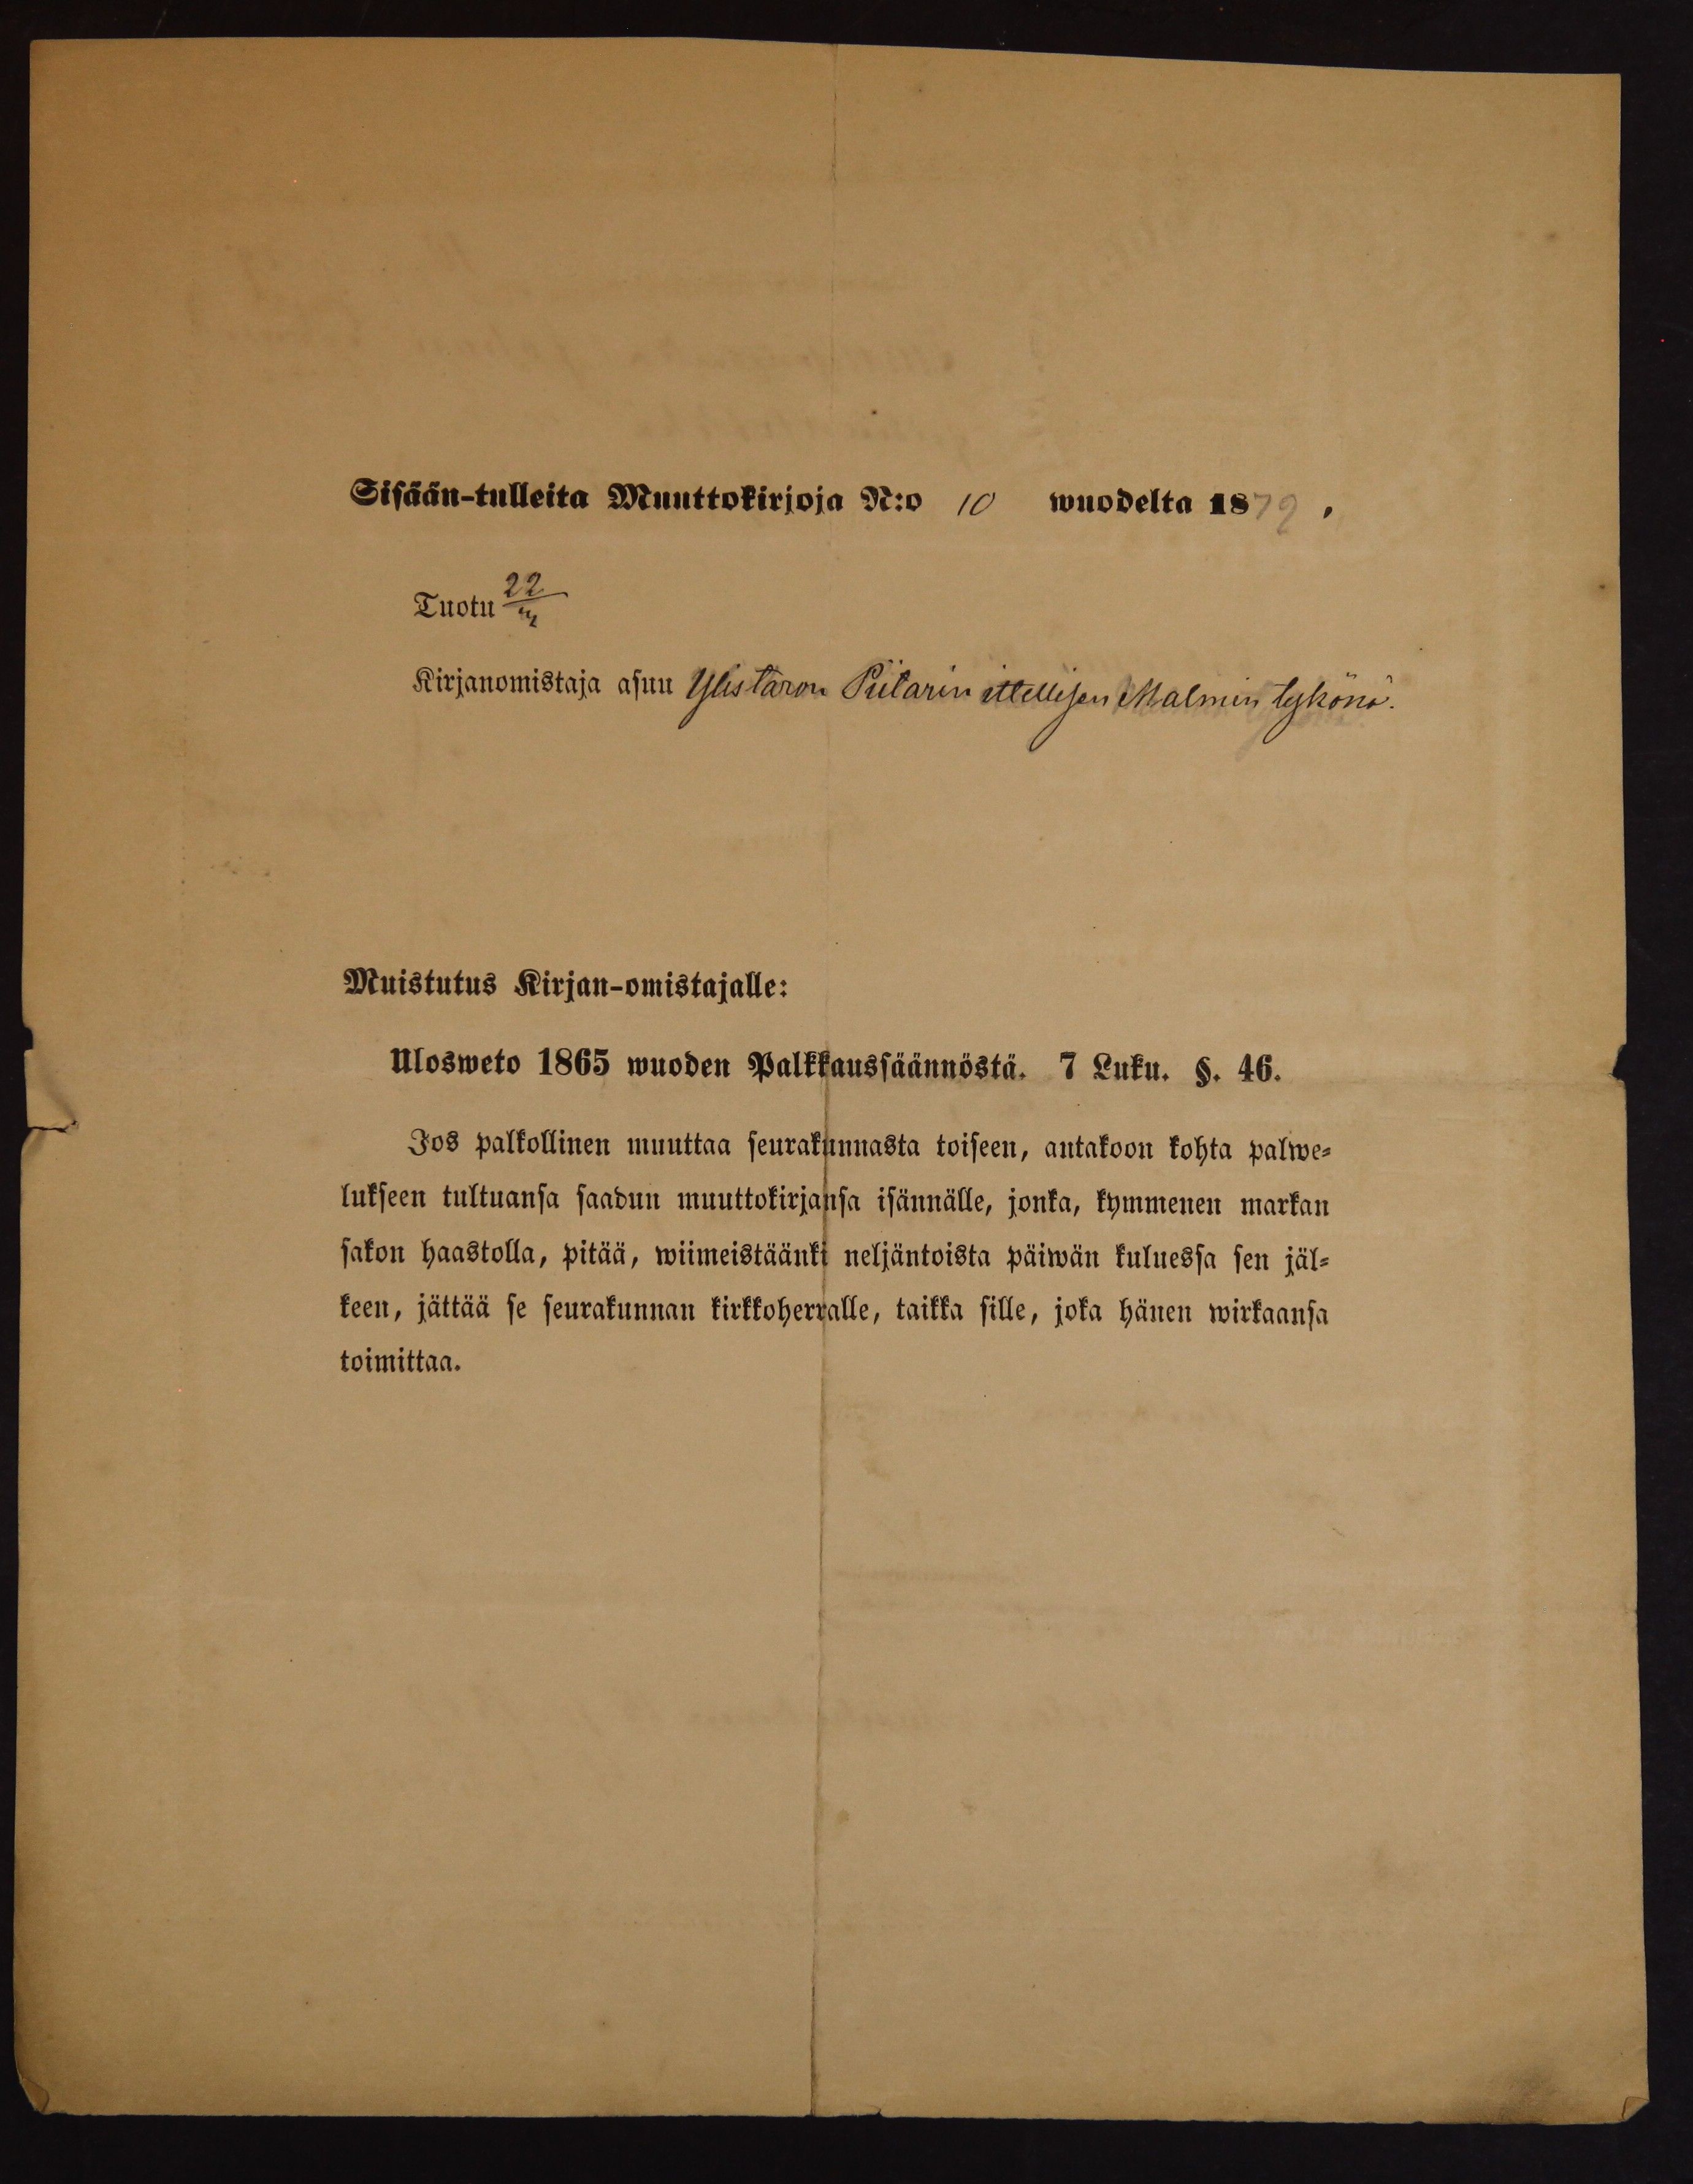 Sisään-tulleita Muuttokirjoja N:o 10 wuodelta 1879.
Tuotu 22/
Kirjanomistaja asuu Ylistaron Piitarin ittellisen Malmin tykönä.
Muistutus Kirjan-omistajalle:
Ulosweto 1865 wuoden Palkkaussäännöstä. 7 Luku. §. 46.
Jos palkollinen muuttaa seurakunnasta toiseen, antakoon kohta palwe-
lukseen tultuansa saadun muuttokirjansa isännälle, jonka, kymmenen markan
sakon haastolla, pitää, wiimeistäänki neljäntoista päiwän kuluessa sen jäl-
keen, jättää se seurakunnan kirkkoherralle, taikka sille, joka hänen wirkaansa
toimittaa.